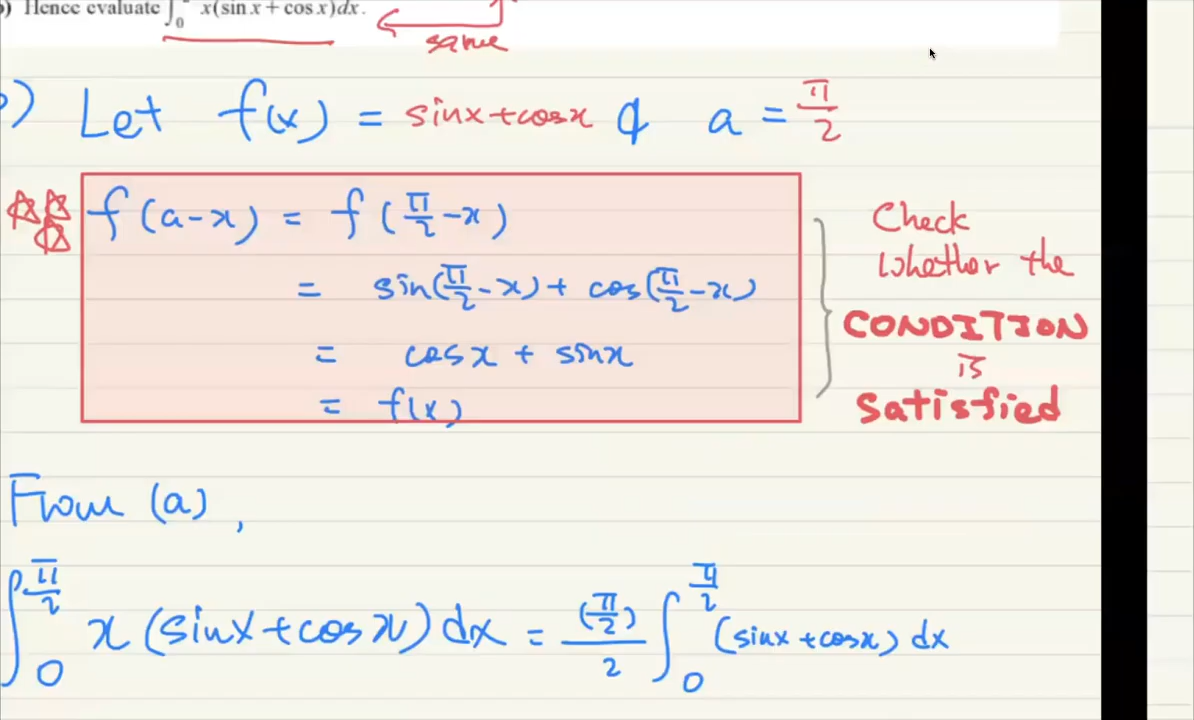 ) Hence evaluate ∫₀ x(sin x + cos x)dx.
same
) Let f(x) = sinx+cosx & a = π/2
f(a-x) = f(π/2 -x)
= sin(π/2 -x)+ cos(π/2 -x)
= cosx + sinx
= f(x)
Check
whether the
CONDITION
is
Satisfied
From (a),
∫₀^(π/2) x (sinx+cosx) dx = (π/2)/2 ∫₀^(π/2) (sinx +cosx) dx